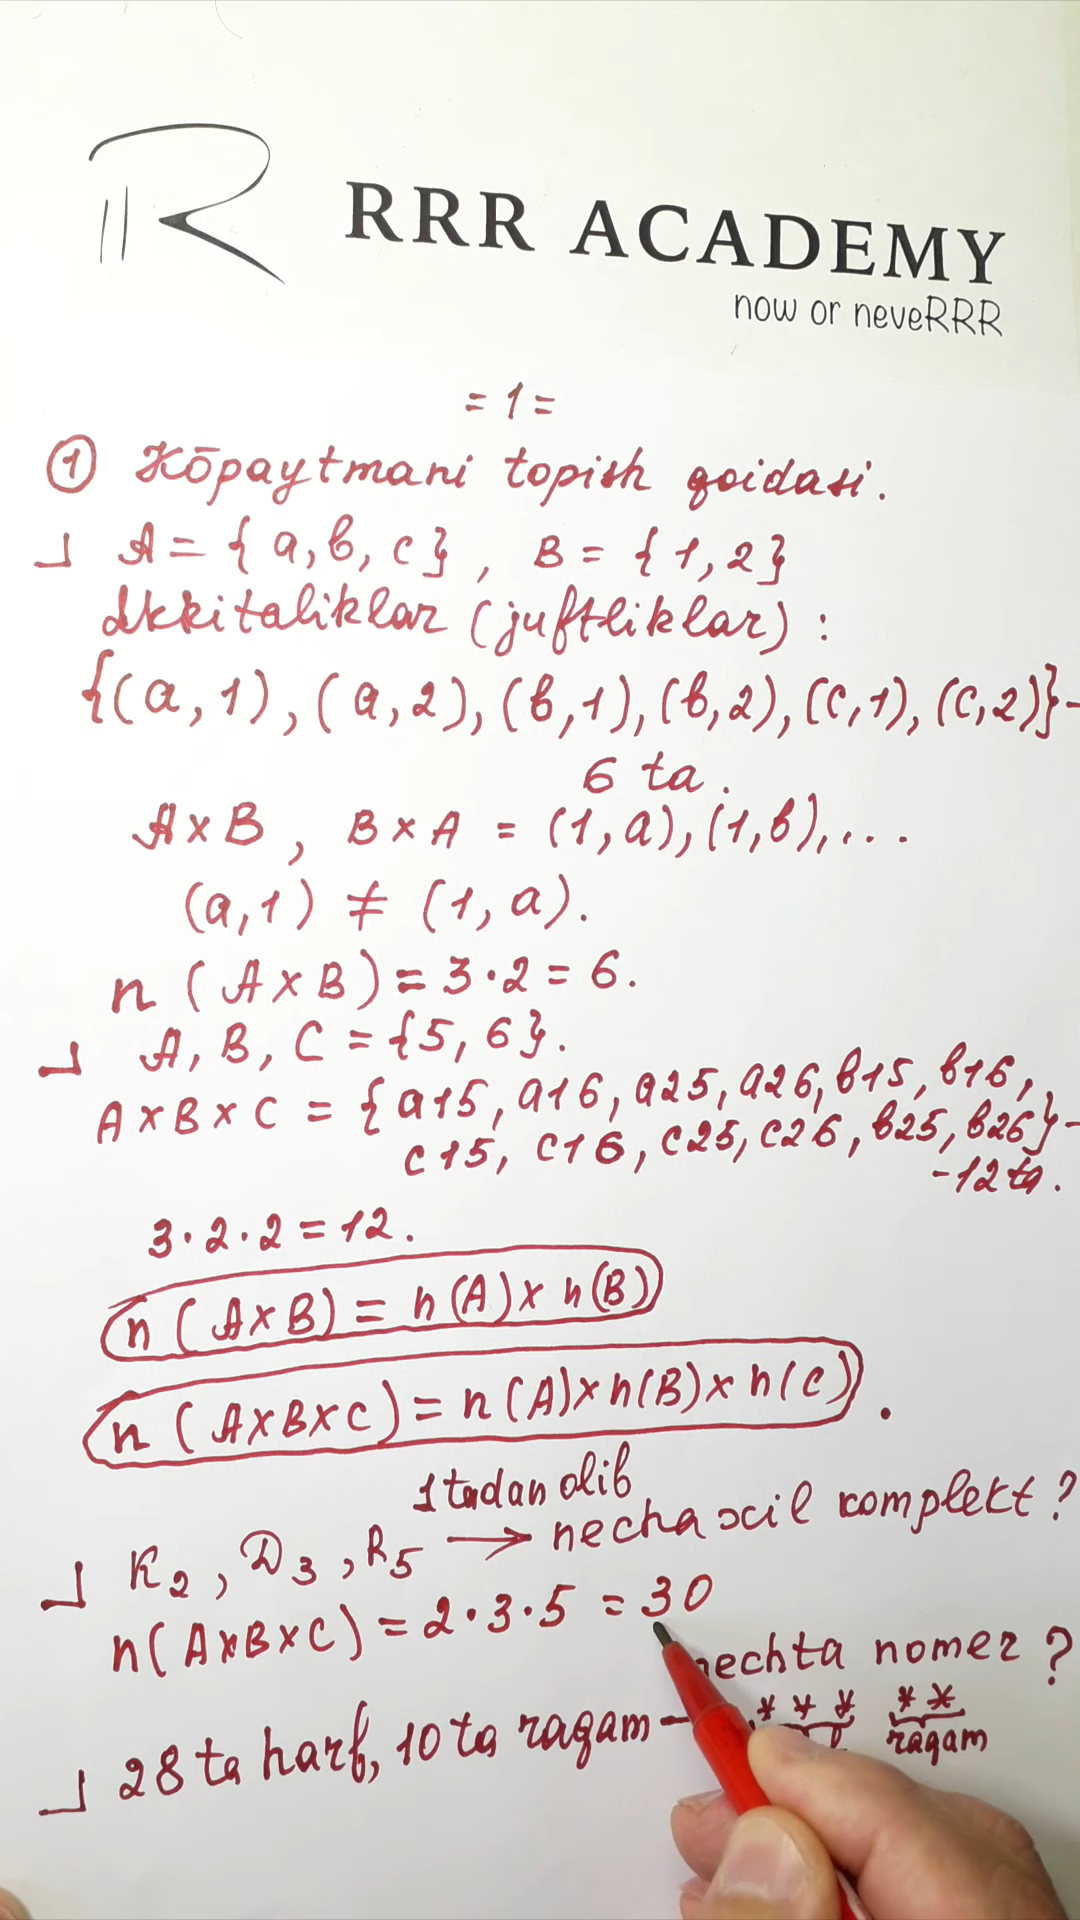 RRR ACADEMY
now or neveRRR
= 1 =
① Kōpaytmani topish qoidasi.
⅃ A = { a, b, c } , B = { 1, 2 }
Ikkitaliklar (juftliklar) :
{(a, 1), (a, 2), (b, 1), (b, 2), (c, 1), (c, 2)} -
6 ta.
A × B , B × A = (1, a), (1, b), ...
(a, 1) ≠ (1, a).
n (A × B) = 3 · 2 = 6.
⅃ A, B, C = {5, 6}.
A × B × C = { a15, a16, a25, a26, b15, b16,
c15, c16, c25, c26, b25, b26} -
- 12 ta.
3 · 2 · 2 = 12.
n (A × B) = n(A) × n(B)
n (A × B × C) = n(A) × n(B) × n(C) .
1 tadan olib
⅃ K₂ , D₃ , R₅ → necha xil komplekt ?
n(A × B × C) = 2 · 3 · 5 = 30
nechta nomer ?
⅃ 28 ta harf, 10 ta raqam - * * * * *
raqam